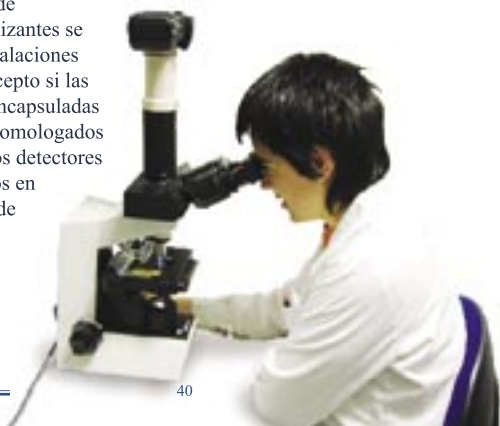 de
izantes se
alaciones
cepto si las
ncapsuladas
omologados
os detectores
os en
de
40